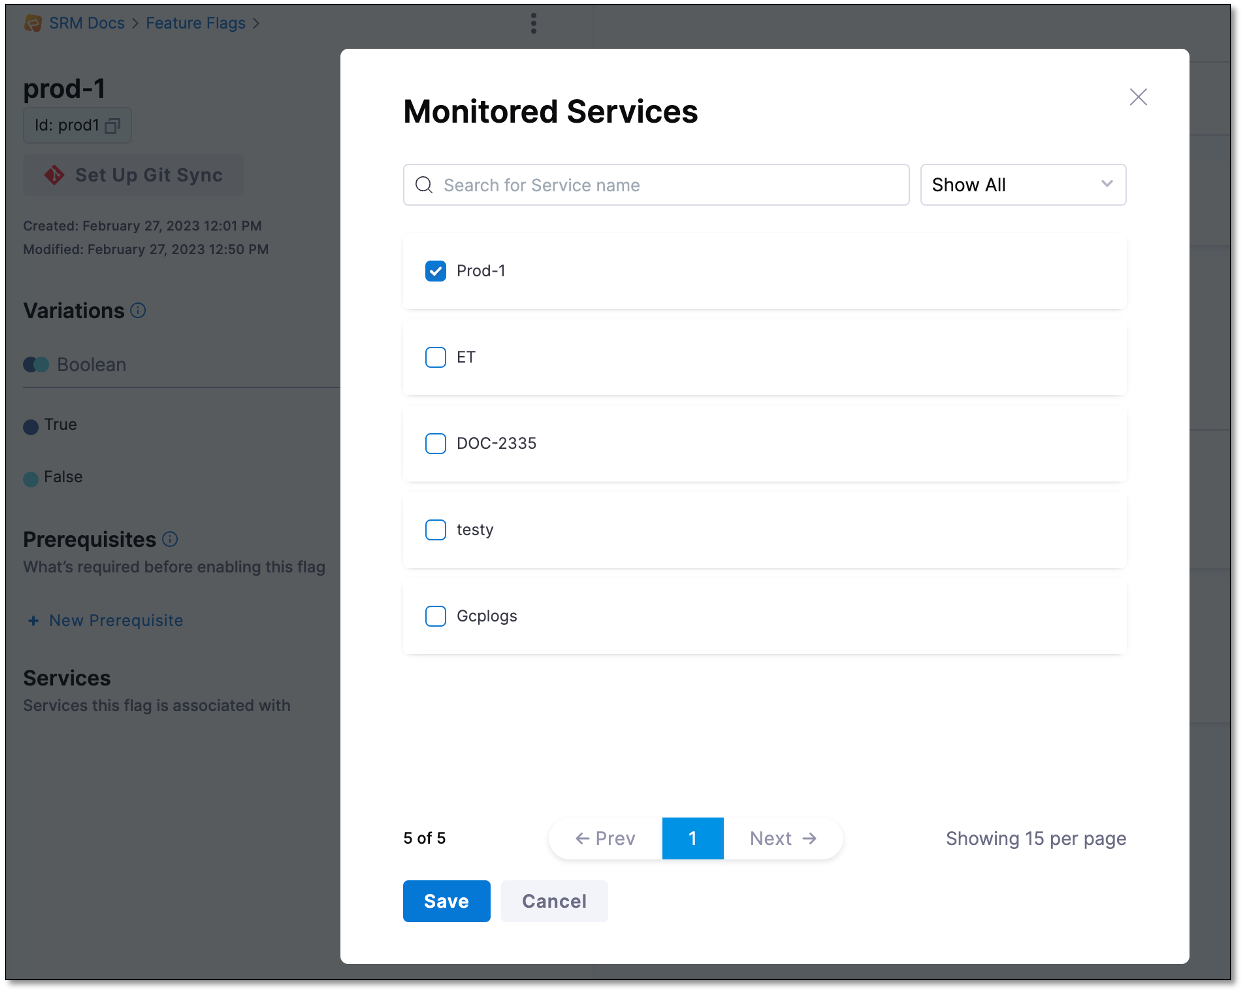 SRM Docs > Feature Flags >
prod-1
Id: prod1
Set Up Git Sync
Created: February 27, 2023 12:01 PM
Modified: February 27, 2023 12:50 PM
Variations
Boolean
True
False
Prerequisites
What's required before enabling this flag
+ New Prerequisite
Services
Services this flag is associated with
Monitored Services
Search for Service name
Show All
Prod-1
ET
DOC-2335
testy
Gcplogs
5 of 5
← Prev 1 Next →
Showing 15 per page
Save Cancel